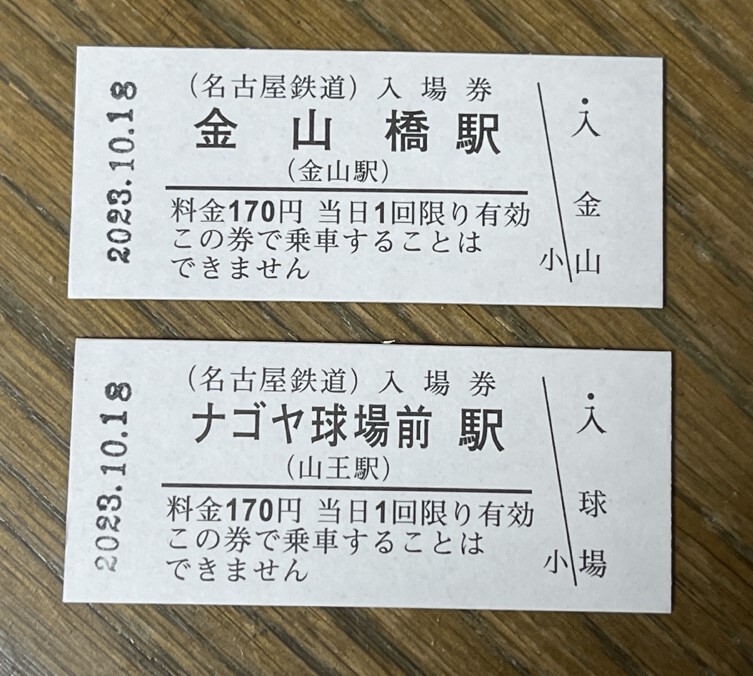 2023.10.18
（名古屋鉄道）入場券
金山橋駅
（金山駅）
料金170円 当日1回限り有効
この券で乗車することは
できません
・入
金
小 山
2023.10.18
（名古屋鉄道）入場券
ナゴヤ球場前 駅
（山王駅）
料金170円 当日1回限り有効
この券で乗車することは
できません
・入
球
小 場